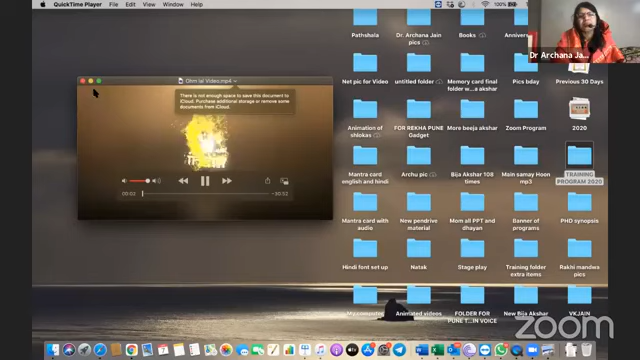 QuickTime Player File Edit View Window Help
100%
Ohm Jal Video.mp4
There is not enough space to save this document to
iCloud. Purchase additional storage or remove some
documents from iCloud.
00:02
-00:52
Pathshala
Dr. Archana Jain
pics
Books
Annivers
Dr Archana Ja...
Net pic for Video
untitled folder
Memory card final
folder w...akshar
Pics bday
Previous 30 Days
Animation of
shlokas
FOR REKHA PUNE
Gadget
More beeja akshar
Zoom Program
2020
Mantra card
english and hindi
Archu pic
Bija Akshar 108
times
Main samay Hoon
mp3
TRAINING
PROGRAM 2020
Mantra card with
audio
New pendrive
material
Mom all PPT and
dhayan
Banner of
programs
PHD synopsis
Hindi font set up
Natak
Stage play
Training folder
extra items
Rakhi mandws
pics
Animated videos
FOLDER FOR
PUNE T...IN VOICE
New Bija Akshar
VKJAIN
zoom